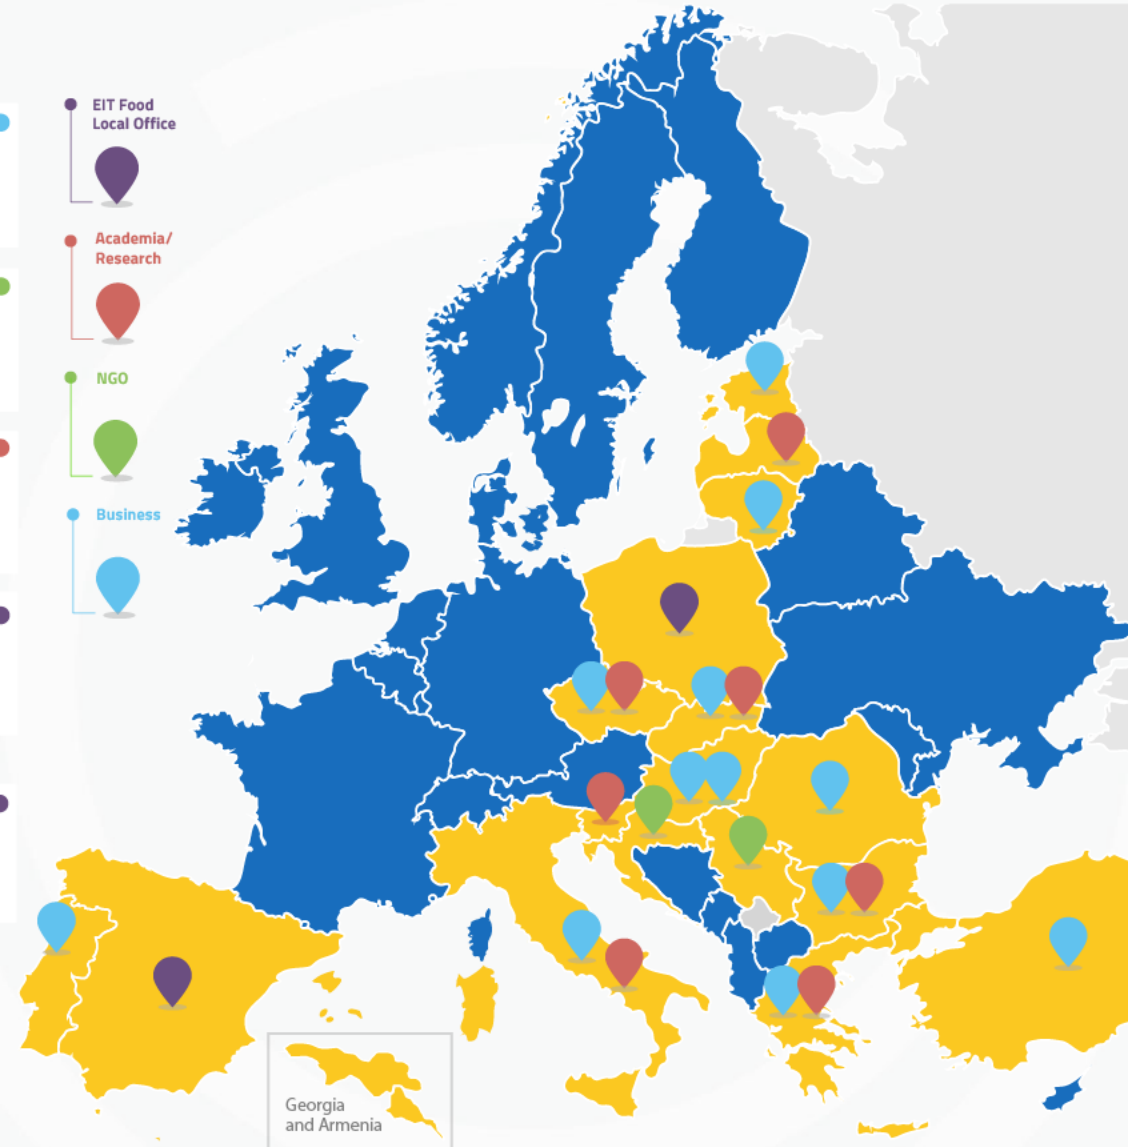 EIT Food
Local Office
Academia/
Research
NGO
Business
Georgia
and Armenia